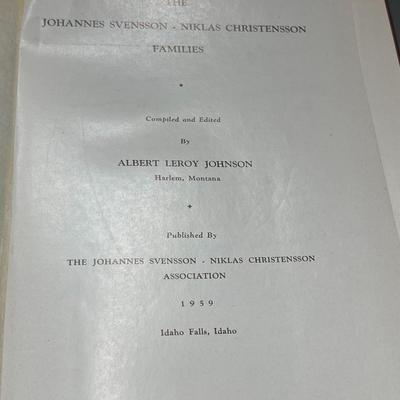 THE
JOHANNES SVENSSON - NIKLAS CHRISTENSSON
FAMILIES
Compiled and Edited
By
ALBERT LEROY JOHNSON
Harlem, Montana
Published By
THE JOHANNES SVENSSON - NIKLAS CHRISTENSSON
ASSOCIATION
1959
Idaho Falls, Idaho